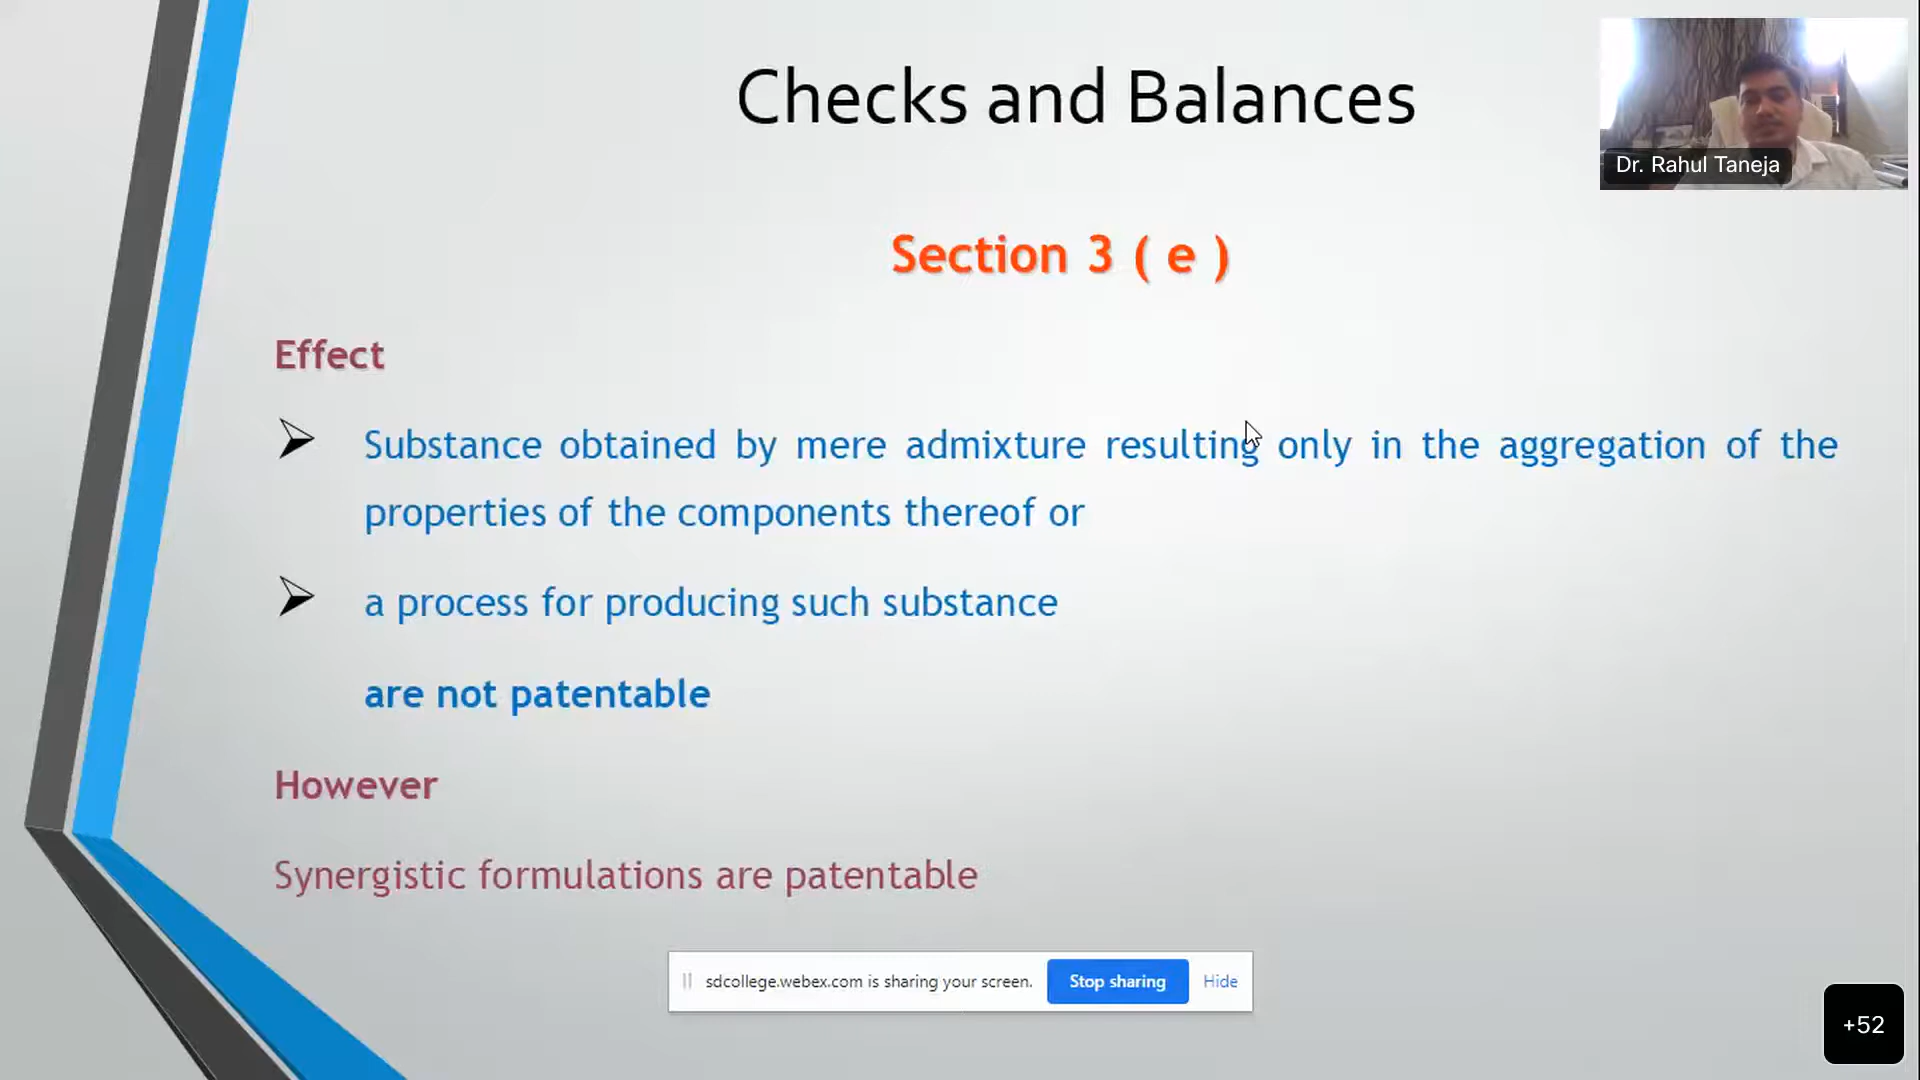 Checks and Balances
Dr. Rahul Taneja
Section 3 ( e )
Effect
Substance obtained by mere admixture resulting only in the aggregation of the
properties of the components thereof or
a process for producing such substance
are not patentable
However
Synergistic formulations are patentable
sdcollege.webex.com is sharing your screen. Stop sharing Hide
+52